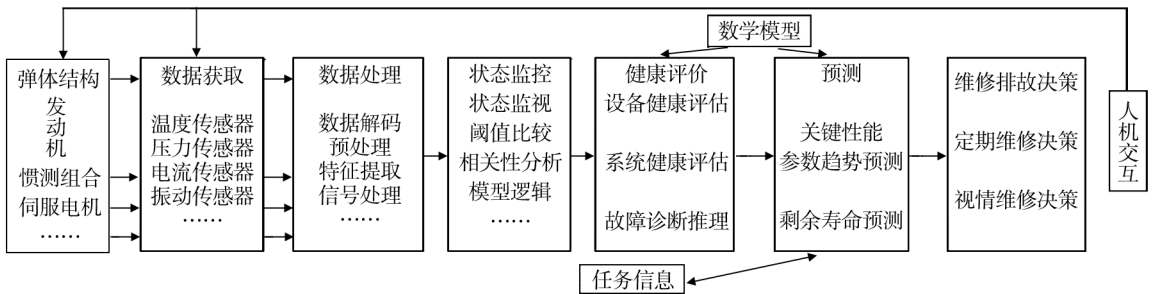 数学模型
弹体结构
发
动
机
惯测组合
伺服电机
……
数据获取
温度传感器
压力传感器
电流传感器
振动传感器
……
数据处理
数据解码
预处理
特征提取
信号处理
……
状态监控
状态监视
阈值比较
相关性分析
模型逻辑
……
健康评价
设备健康评估
系统健康评估
故障诊断推理
预测
关键性能
参数趋势预测
剩余寿命预测
维修排故决策
定期维修决策
视情维修决策
人机交互
任务信息